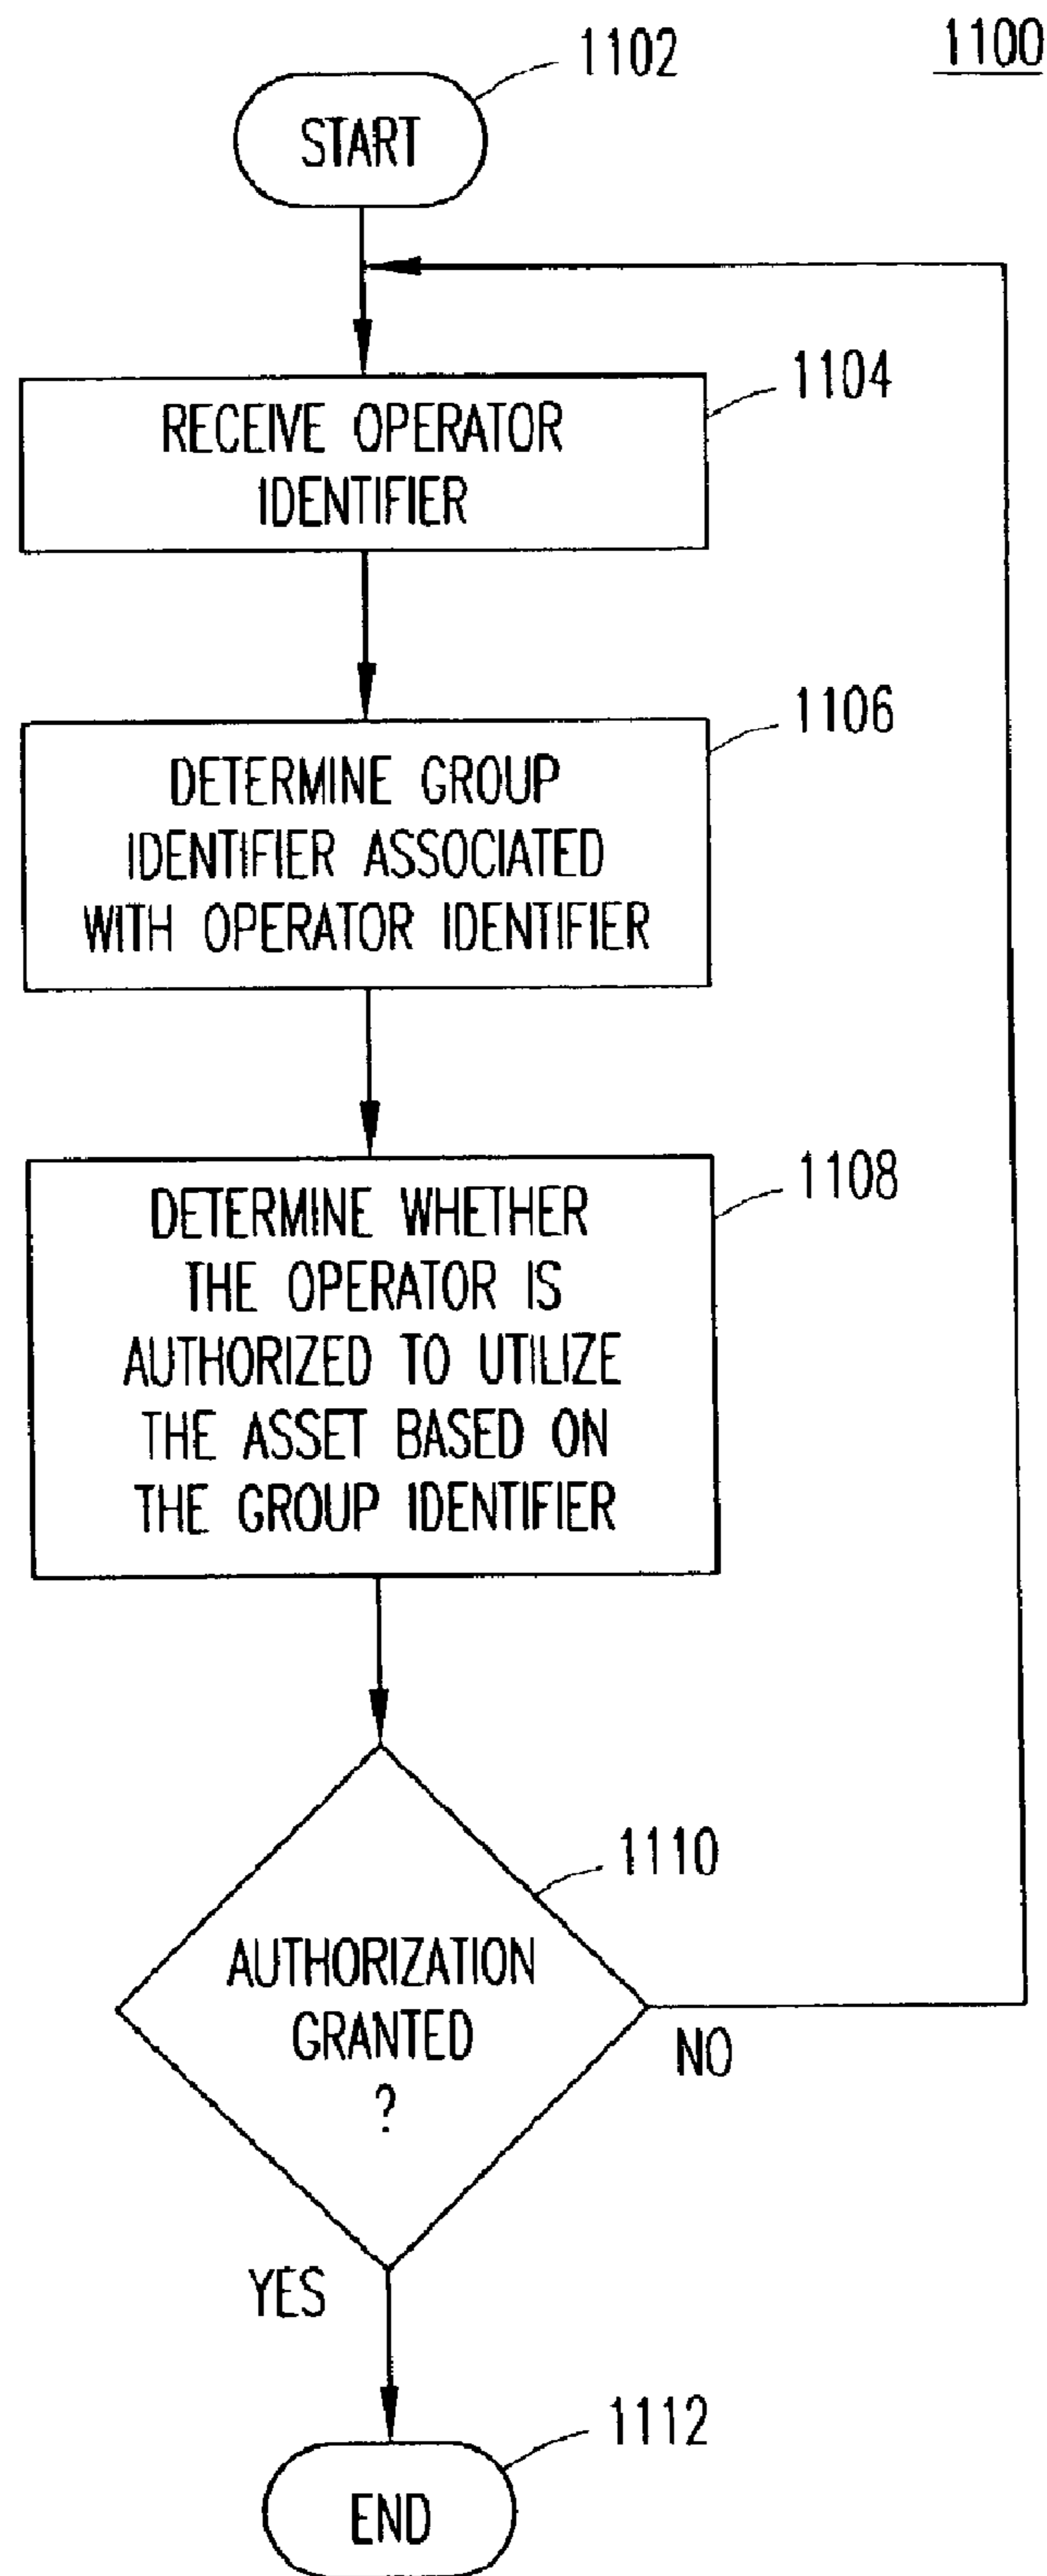 1100
1102
START
1104
RECEIVE OPERATOR
IDENTIFIER
1106
DETERMINE GROUP
IDENTIFIER ASSOCIATED
WITH OPERATOR IDENTIFIER
1108
DETERMINE WHETHER
THE OPERATOR IS
AUTHORIZED TO UTILIZE
THE ASSET BASED ON
THE GROUP IDENTIFIER
1110
AUTHORIZATION
GRANTED
?
NO
YES
1112
END